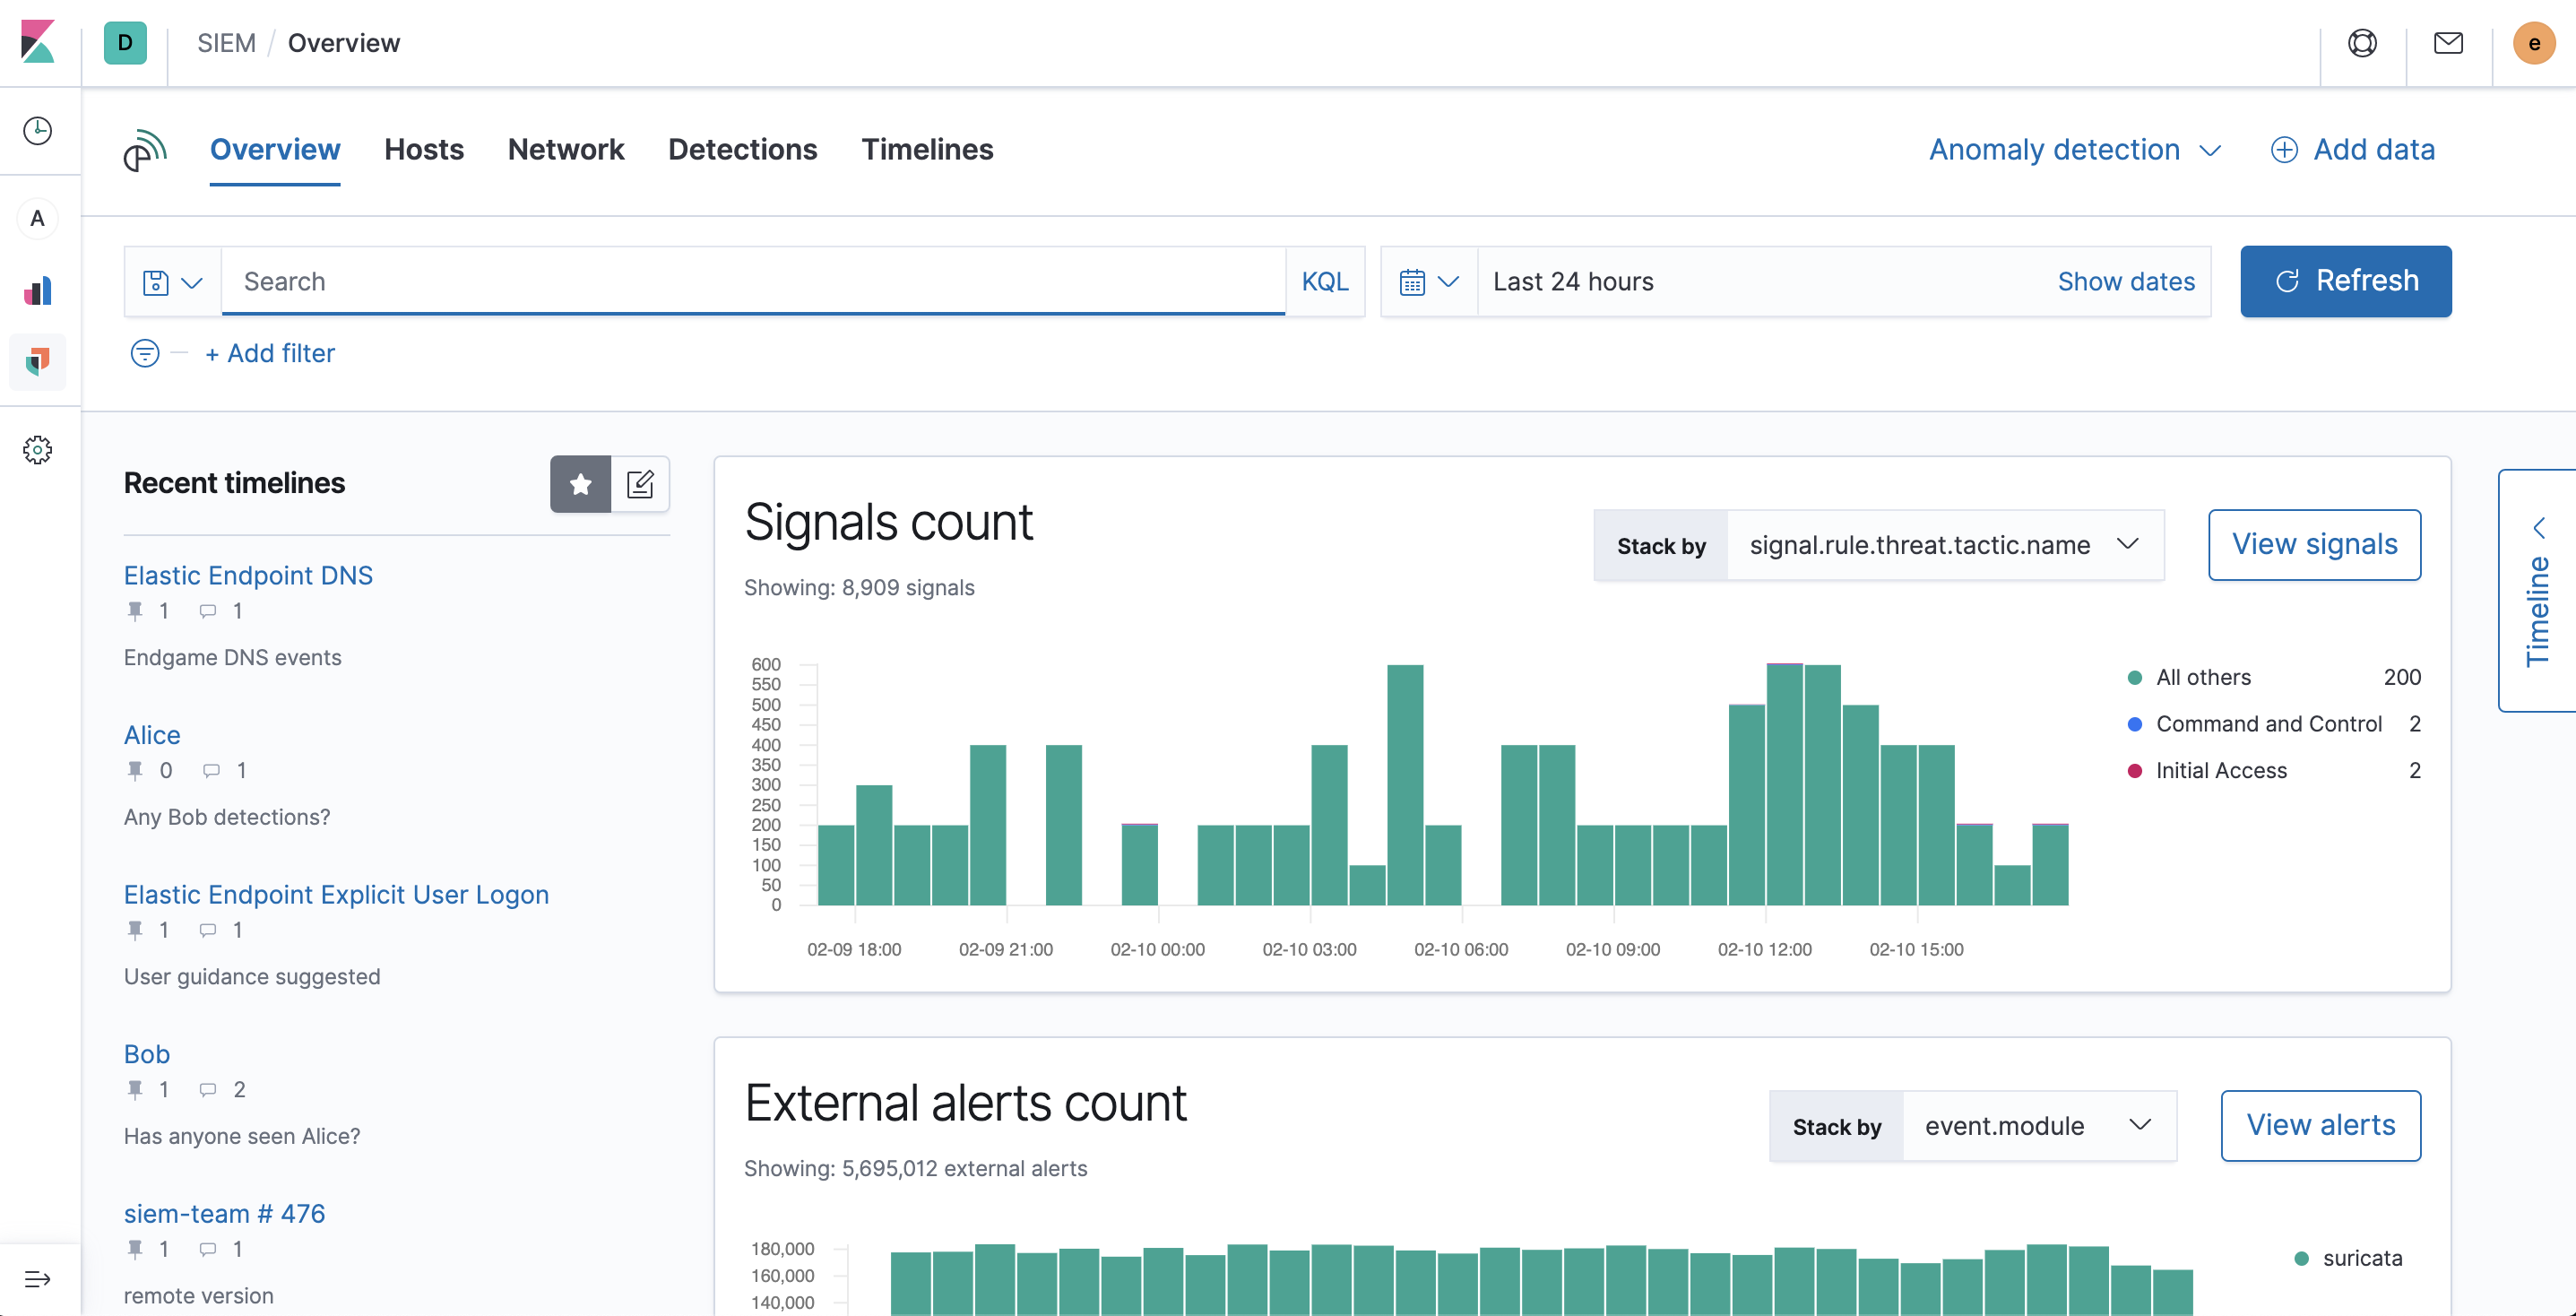 D SIEM / Overview e
Overview Hosts Network Detections Timelines Anomaly detection Add data
A
Search KQL Last 24 hours Show dates Refresh
+ Add filter
Recent timelines
Elastic Endpoint DNS
1 1
Endgame DNS events
Alice
0 1
Any Bob detections?
Elastic Endpoint Explicit User Logon
1 1
User guidance suggested
Bob
1 2
Has anyone seen Alice?
siem-team # 476
1 1
remote version
Signals count
Showing: 8,909 signals
Stack by signal.rule.threat.tactic.name View signals
600
550
500
450
400
350
300
250
200
150
100
50
0
02-09 18:00 02-09 21:00 02-10 00:00 02-10 03:00 02-10 06:00 02-10 09:00 02-10 12:00 02-10 15:00
All others 200
Command and Control 2
Initial Access 2
Timeline
External alerts count
Showing: 5,695,012 external alerts
Stack by event.module View alerts
180,000
160,000
140,000
suricata